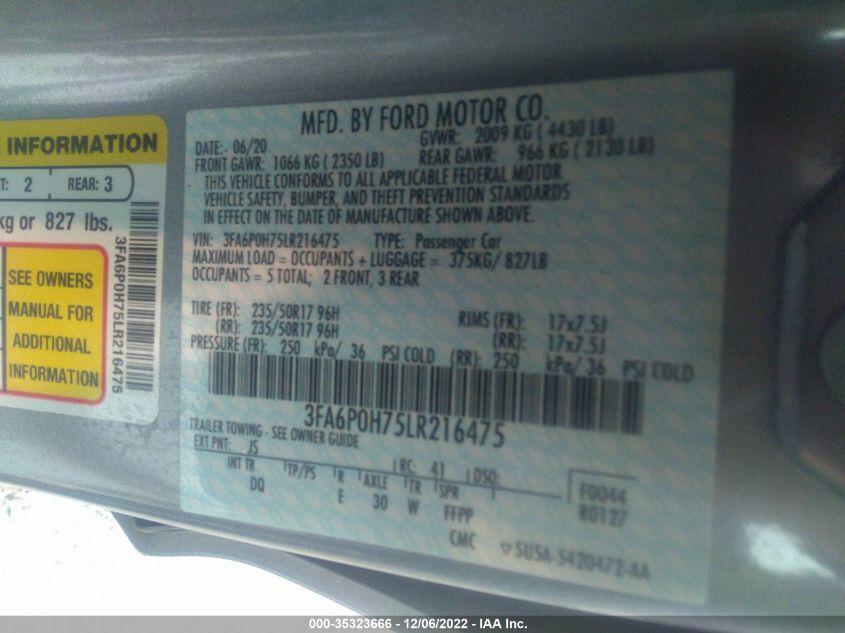 INFORMATION
T: 2 REAR: 3
kg or 827 lbs.
SEE OWNERS
MANUAL FOR
ADDITIONAL
INFORMATION
3FA6P0H75LR216475
MFD. BY FORD MOTOR CO.
DATE: 06/20 GVWR: 2009 KG ( 4430 LB)
FRONT GAWR: 1066 KG ( 2350 LB) REAR GAWR: 966 KG ( 2130 LB)
THIS VEHICLE CONFORMS TO ALL APPLICABLE FEDERAL MOTOR
VEHICLE SAFETY, BUMPER, AND THEFT PREVENTION STANDARDS
IN EFFECT ON THE DATE OF MANUFACTURE SHOWN ABOVE.
VIN: 3FA6P0H75LR216475 TYPE: Passenger Car
MAXIMUM LOAD = OCCUPANTS + LUGGAGE = 375KG/ 827LB
OCCUPANTS = 5 TOTAL; 2 FRONT, 3 REAR
TIRE (FR): 235/50R17 96H RIMS (FR): 17x7.5J
(RR): 235/50R17 96H (RR): 17x7.5J
PRESSURE (FR): 250 kPa/ 36 PSI COLD (RR): 250 kPa/ 36 PSI COLD
3FA6P0H75LR216475
TRAILER TOWING - SEE OWNER GUIDE
EXT PNT: JS RC: 41 DSO: F0044
INT TR TP/PS R AXLE TR SPR R0127
DQ E 30 W FFPP
CMC ▽5U5A-5420472-AA
000-35323666 - 12/06/2022 - IAA Inc.